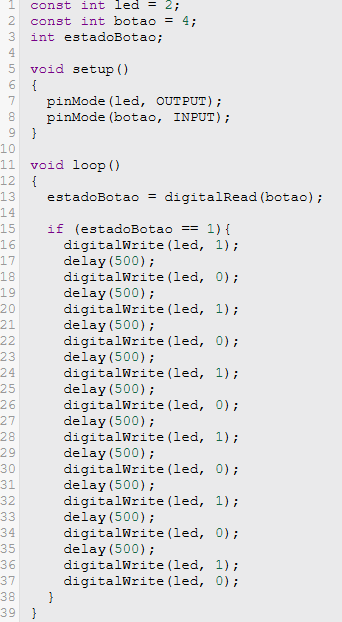 1 const int led = 2;
2 const int botao = 4;
3 int estadoBotao;
4
5 void setup()
6 {
7   pinMode(led, OUTPUT);
8   pinMode(botao, INPUT);
9 }
10
11 void loop()
12 {
13   estadoBotao = digitalRead(botao);
14
15   if (estadoBotao == 1){
16     digitalWrite(led, 1);
17     delay(500);
18     digitalWrite(led, 0);
19     delay(500);
20     digitalWrite(led, 1);
21     delay(500);
22     digitalWrite(led, 0);
23     delay(500);
24     digitalWrite(led, 1);
25     delay(500);
26     digitalWrite(led, 0);
27     delay(500);
28     digitalWrite(led, 1);
29     delay(500);
30     digitalWrite(led, 0);
31     delay(500);
32     digitalWrite(led, 1);
33     delay(500);
34     digitalWrite(led, 0);
35     delay(500);
36     digitalWrite(led, 1);
37     digitalWrite(led, 0);
38   }
39 }